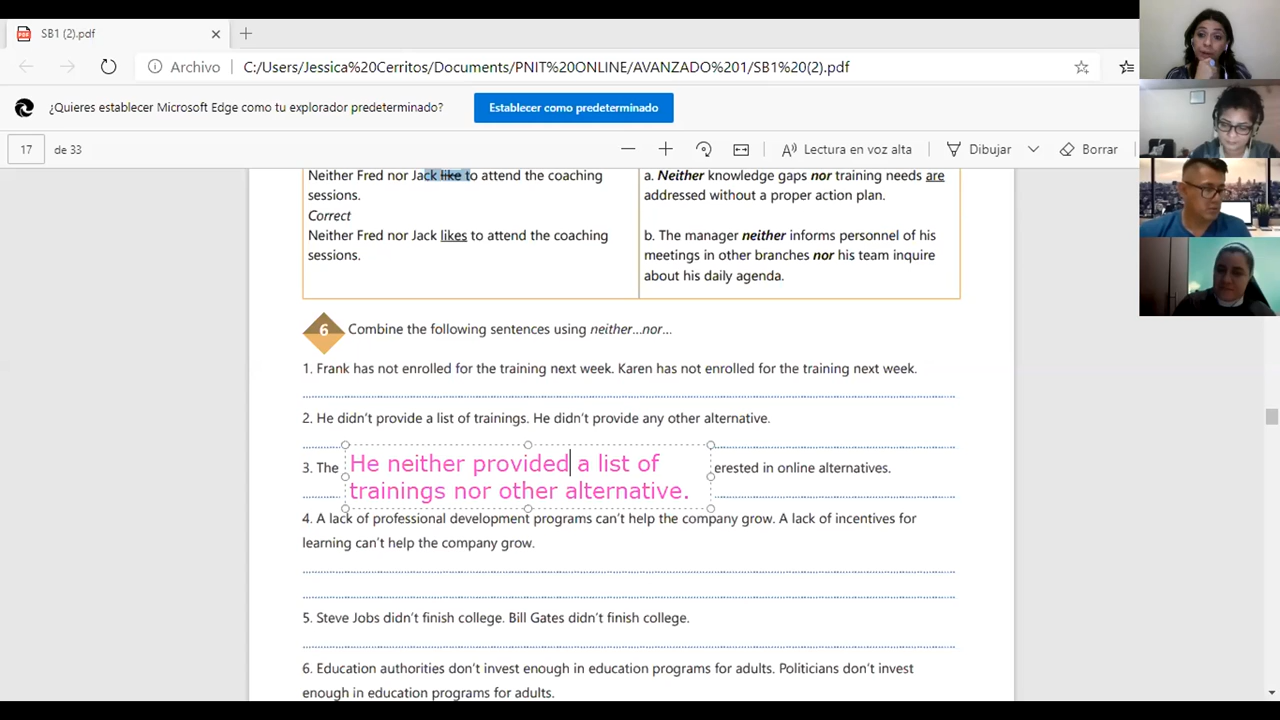 SB1 (2).pdf
Archivo
C:/Users/Jessica%20Cerritos/Documents/PNIT%20ONLINE/AVANZADO%201/SB1%20(2).pdf
¿Quieres establecer Microsoft Edge como tu explorador predeterminado?
Establecer como predeterminado
17 de 33
Lectura en voz alta
Dibujar
Borrar
Neither Fred nor Jack like to attend the coaching
sessions.
Correct
Neither Fred nor Jack likes to attend the coaching
sessions.
a. Neither knowledge gaps nor training needs are
addressed without a proper action plan.
b. The manager neither informs personnel of his
meetings in other branches nor his team inquire
about his daily agenda.
6 Combine the following sentences using neither…nor…
1. Frank has not enrolled for the training next week. Karen has not enrolled for the training next week.
2. He didn't provide a list of trainings. He didn't provide any other alternative.
He neither provided a list of
trainings nor other alternative.
3. The erested in online alternatives.
4. A lack of professional development programs can't help the company grow. A lack of incentives for
learning can't help the company grow.
5. Steve Jobs didn't finish college. Bill Gates didn't finish college.
6. Education authorities don't invest enough in education programs for adults. Politicians don't invest
enough in education programs for adults.